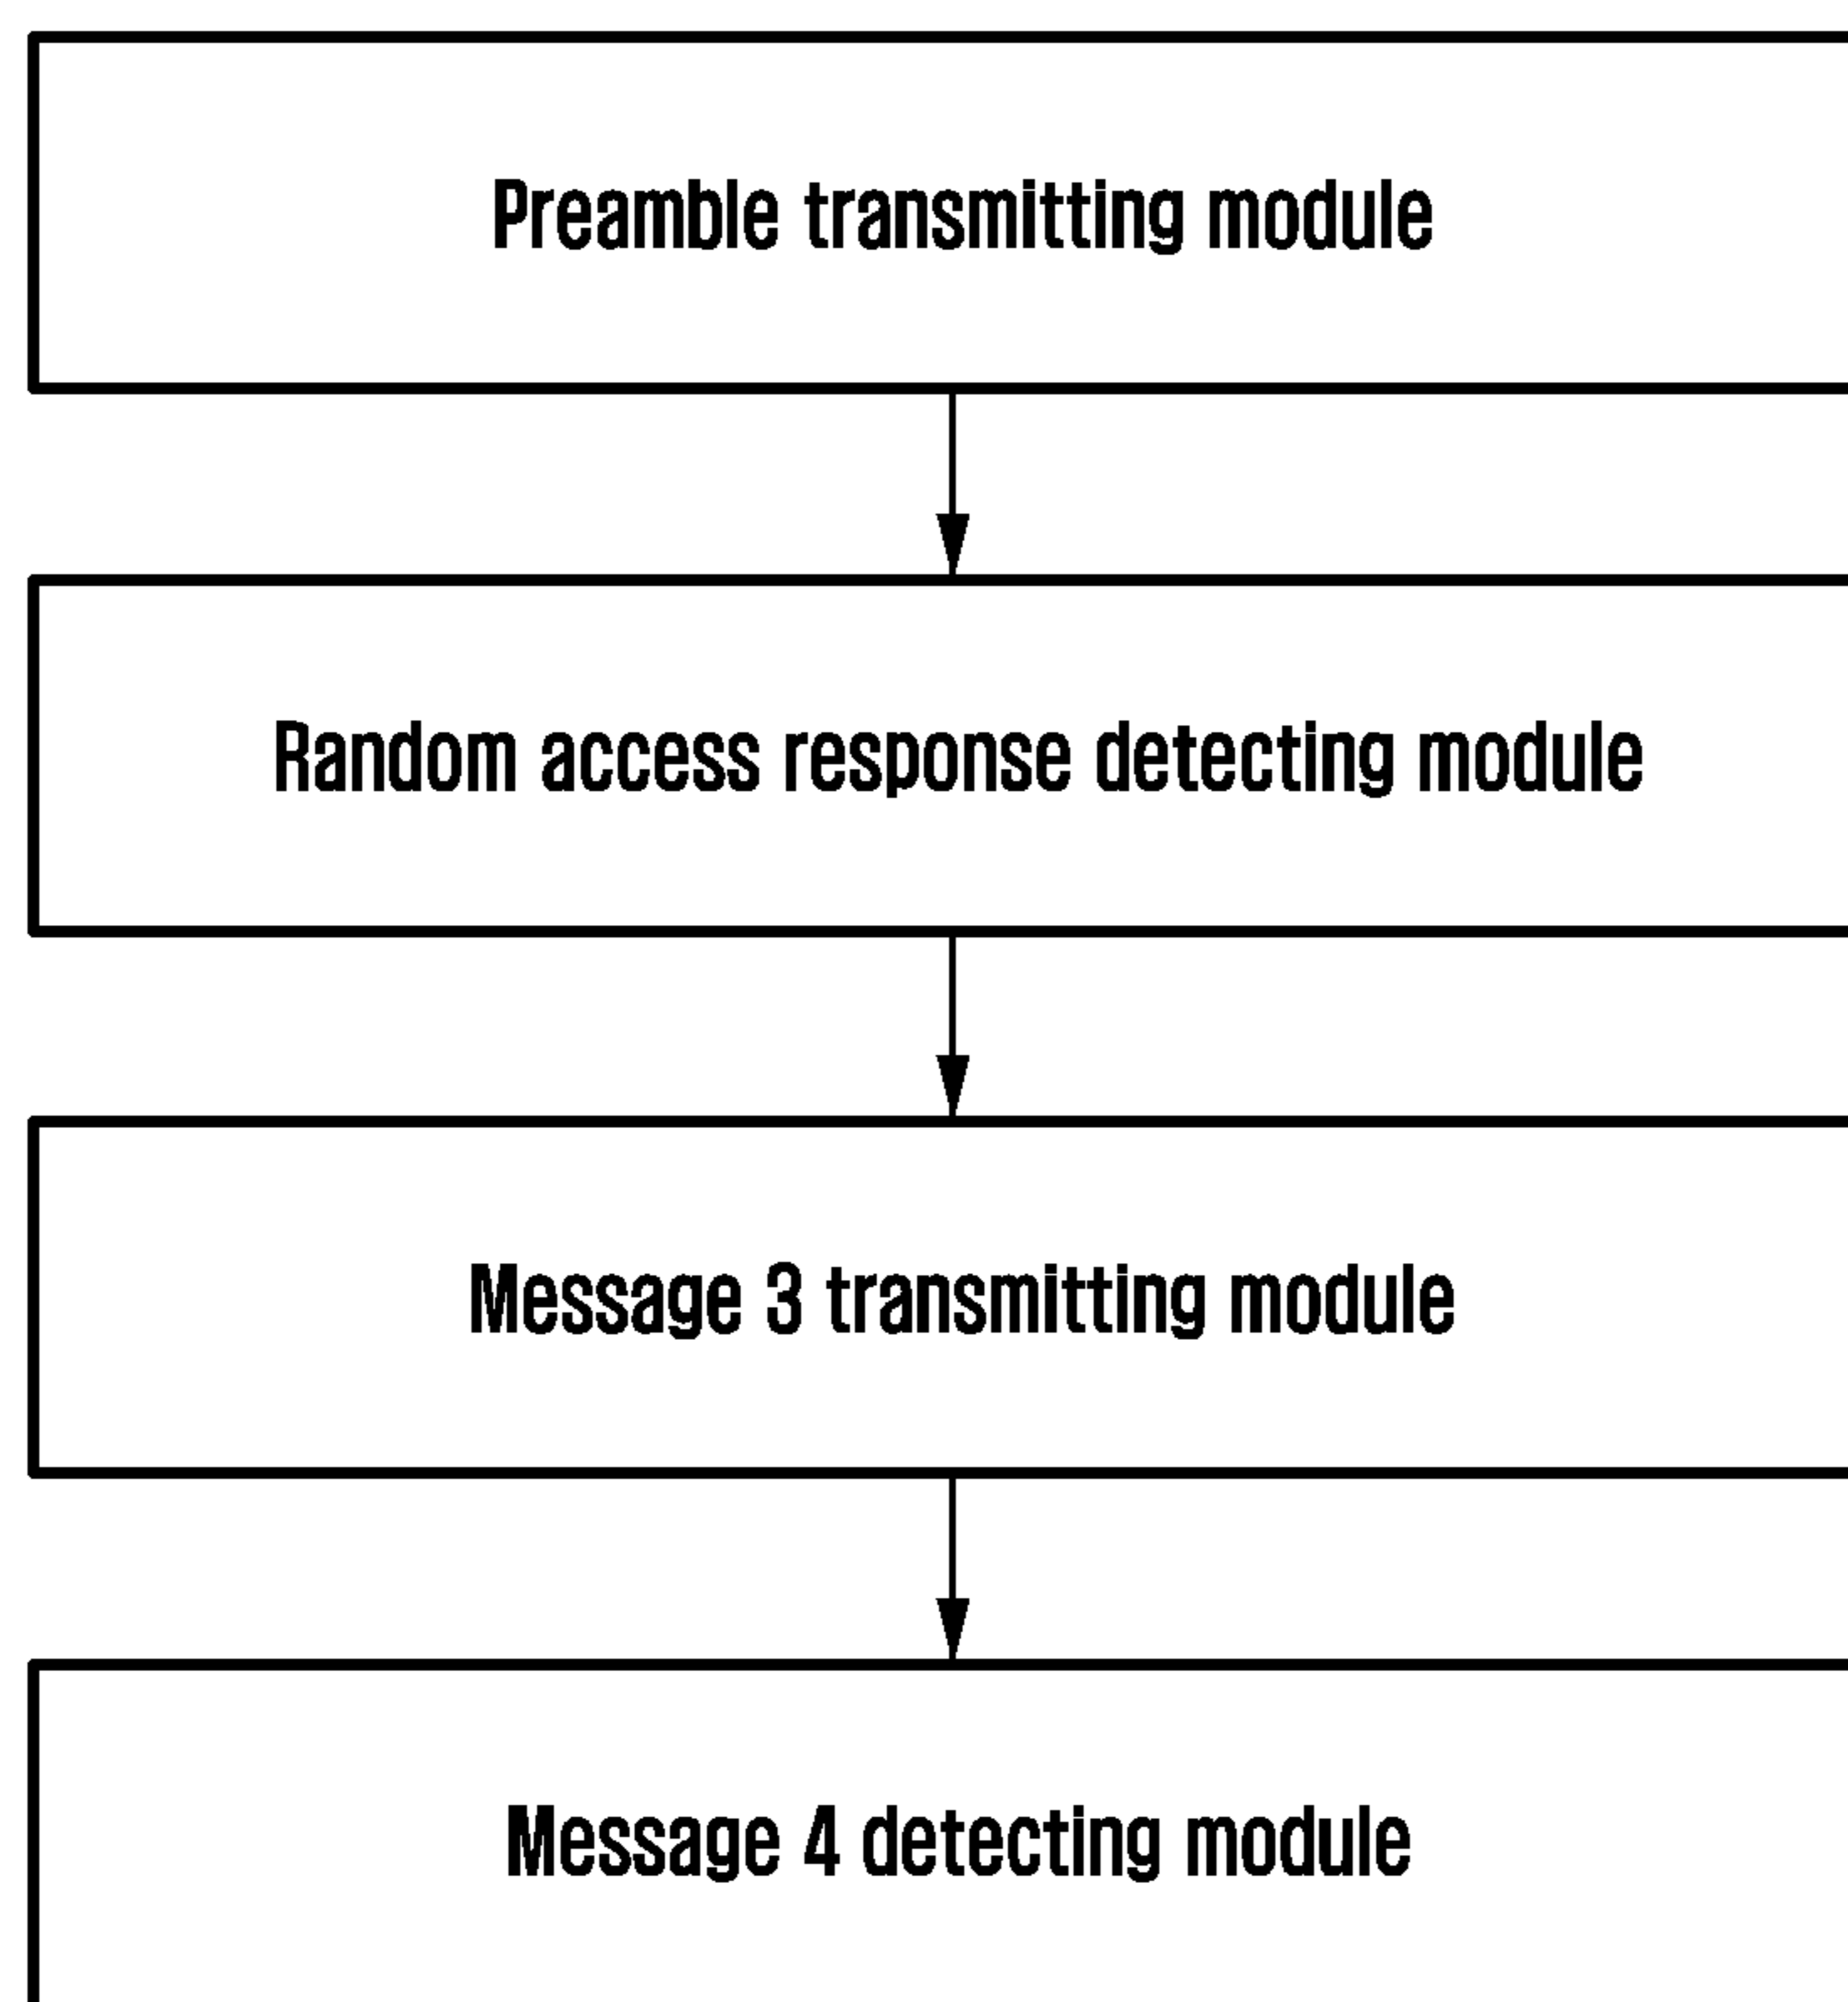 Preamble transmitting module
Random access response detecting module
Message 3 transmitting module
Message 4 detecting module